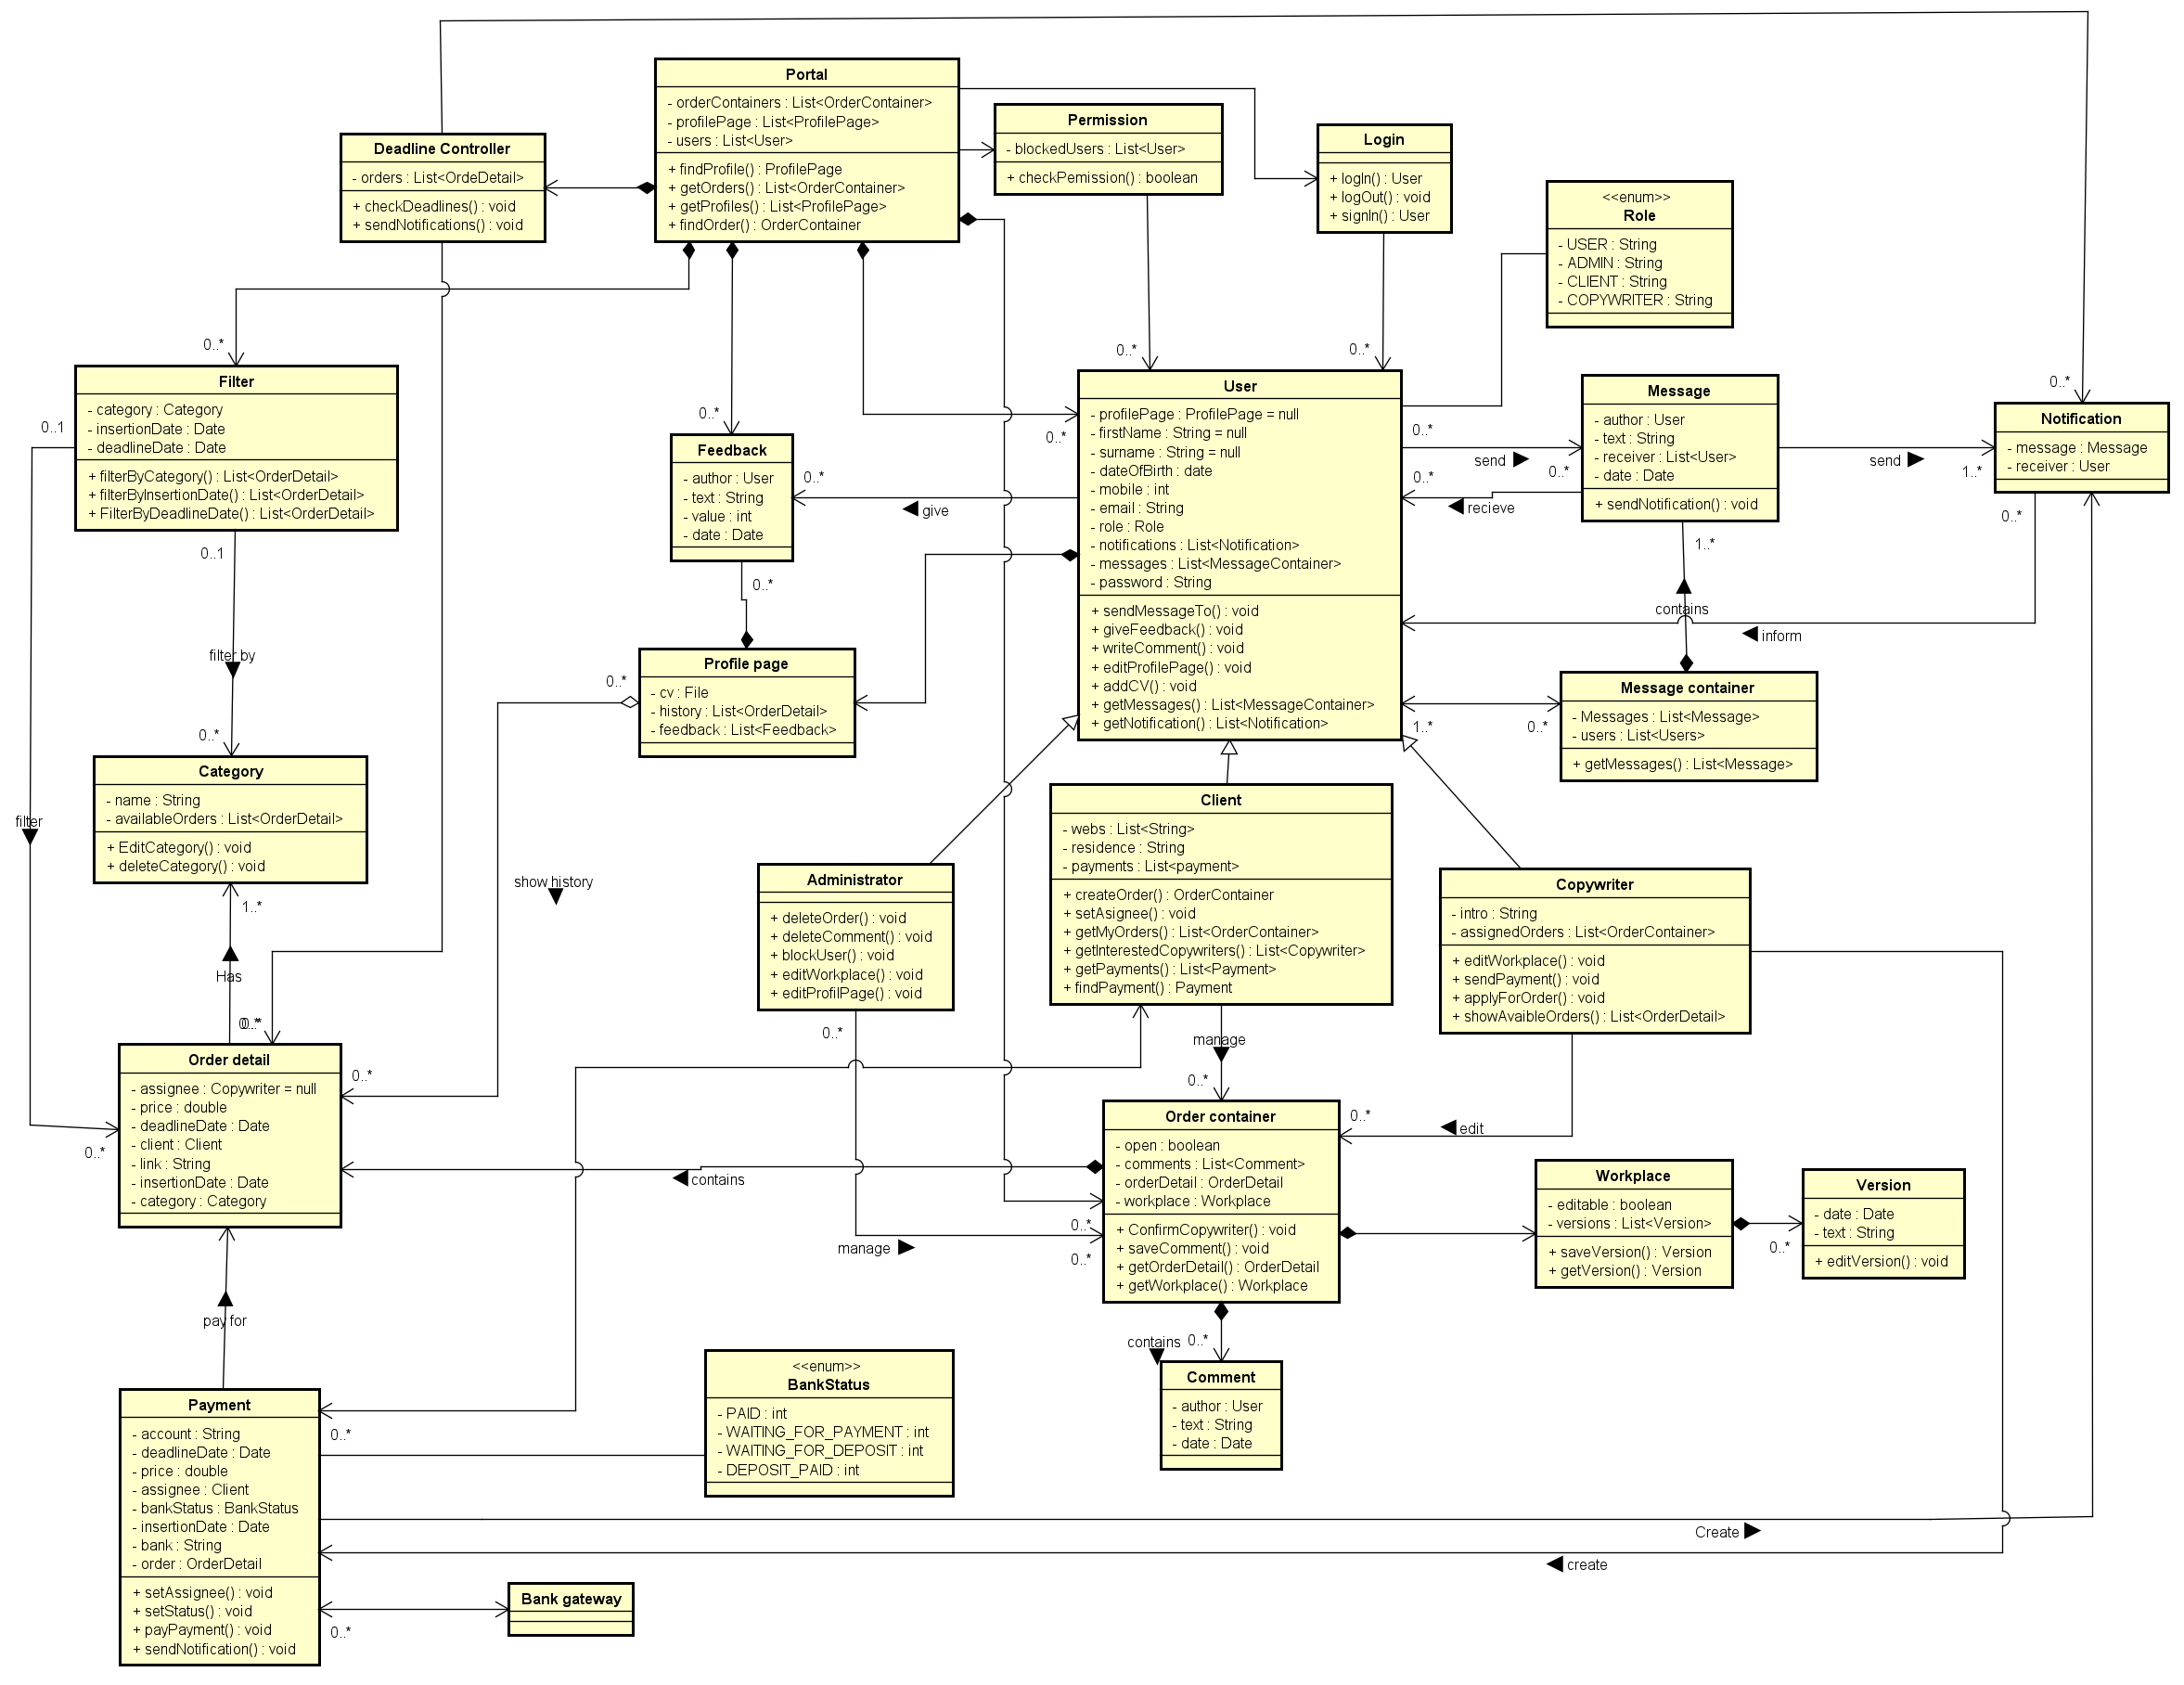 Portal
- orderContainers : List<OrderContainer>
- profilePage : List<ProfilePage>
- users : List<User>
+ findProfile() : ProfilePage
+ getOrders() : List<OrderContainer>
+ getProfiles() : List<ProfilePage>
+ findOrder() : OrderContainer
Permission
- blockedUsers : List<User>
+ checkPemission() : boolean
Login
+ logIn() : User
+ logOut() : void
+ signIn() : User
Deadline Controller
- orders : List<OrdeDetail>
+ checkDeadlines() : void
+ sendNotifications() : void
<<enum>>
Role
- USER : String
- ADMIN : String
- CLIENT : String
- COPYWRITER : String
0..*
0..*
0..*
0..*
Filter
- category : Category
- insertionDate : Date
- deadlineDate : Date
+ filterByCategory() : List<OrderDetail>
+ filterByInsertionDate() : List<OrderDetail>
+ FilterByDeadlineDate() : List<OrderDetail>
0..1
0..1
0..*
0..*
Feedback
- author : User
- text : String
- value : int
- date : Date
0..*
give
0..*
User
- profilePage : ProfilePage = null
- firstName : String = null
- surname : String = null
- dateOfBirth : date
- mobile : int
- email : String
- role : Role
- notifications : List<Notification>
- messages : List<MessageContainer>
- password : String
+ sendMessageTo() : void
+ giveFeedback() : void
+ writeComment() : void
+ editProfilePage() : void
+ addCV() : void
+ getMessages() : List<MessageContainer>
+ getNotification() : List<Notification>
0..*
send
0..*
0..*
recieve
Message
- author : User
- text : String
- receiver : List<User>
- date : Date
+ sendNotification() : void
send
1..*
Notification
- message : Message
- receiver : User
0..*
1..*
contains
inform
Message container
- Messages : List<Message>
- users : List<Users>
+ getMessages() : List<Message>
1..*
0..*
Profile page
- cv : File
- history : List<OrderDetail>
- feedback : List<Feedback>
0..*
filter by
0..*
Category
- name : String
- availableOrders : List<OrderDetail>
+ EditCategory() : void
+ deleteCategory() : void
filter
show history
1..*
Has
Administrator
+ deleteOrder() : void
+ deleteComment() : void
+ blockUser() : void
+ editWorkplace() : void
+ editProfilPage() : void
0..*
Client
- webs : List<String>
- residence : String
- payments : List<payment>
+ createOrder() : OrderContainer
+ setAsignee() : void
+ getMyOrders() : List<OrderContainer>
+ getInterestedCopywriters() : List<Copywriter>
+ getPayments() : List<Payment>
+ findPayment() : Payment
manage
0..*
Copywriter
- intro : String
- assignedOrders : List<OrderContainer>
+ editWorkplace() : void
+ sendPayment() : void
+ applyForOrder() : void
+ showAvaibleOrders() : List<OrderDetail>
0..*
edit
0..*
Order detail
- assignee : Copywriter = null
- price : double
- deadlineDate : Date
- client : Client
- link : String
- insertionDate : Date
- category : Category
0..*
0..*
contains
Order container
- open : boolean
- comments : List<Comment>
- orderDetail : OrderDetail
- workplace : Workplace
+ ConfirmCopywriter() : void
+ saveComment() : void
+ getOrderDetail() : OrderDetail
+ getWorkplace() : Workplace
0..*
manage
0..*
Workplace
- editable : boolean
- versions : List<Version>
+ saveVersion() : Version
+ getVersion() : Version
0..*
Version
- date : Date
- text : String
+ editVersion() : void
contains
0..*
Comment
- author : User
- text : String
- date : Date
pay for
<<enum>>
BankStatus
- PAID : int
- WAITING_FOR_PAYMENT : int
- WAITING_FOR_DEPOSIT : int
- DEPOSIT_PAID : int
Payment
- account : String
- deadlineDate : Date
- price : double
- assignee : Client
- bankStatus : BankStatus
- insertionDate : Date
- bank : String
- order : OrderDetail
+ setAssignee() : void
+ setStatus() : void
+ payPayment() : void
+ sendNotification() : void
0..*
Create
create
Bank gateway
0..*